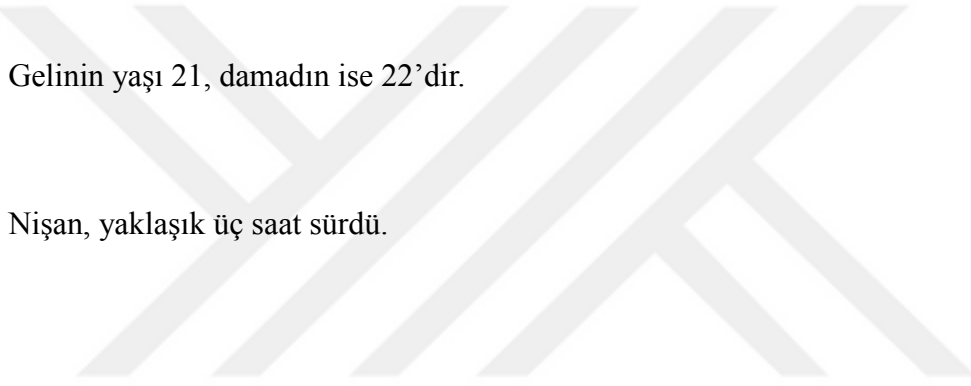 Gelinin yaşı 21, damadın ise 22’dir.
Nişan, yaklaşık üç saat sürdü.